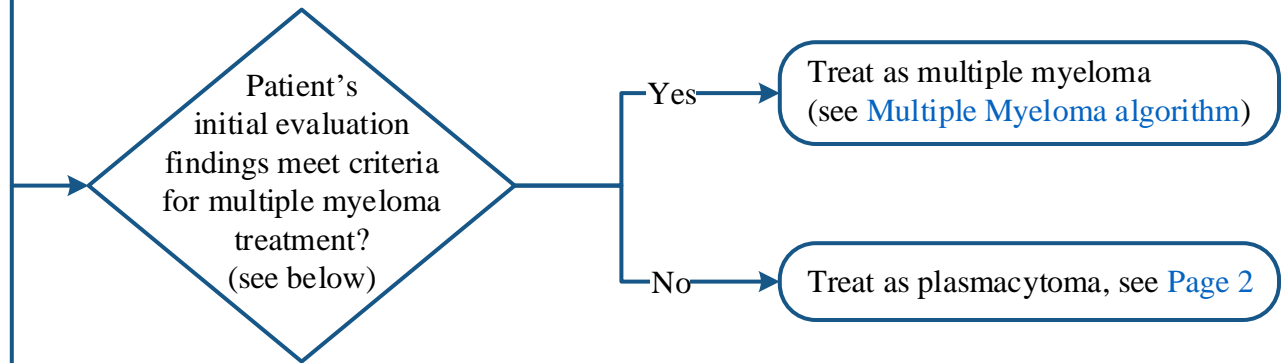 Patient’s
initial evaluation
findings meet criteria
for multiple myeloma
treatment?
(see below)
Yes
Treat as multiple myeloma
(see Multiple Myeloma algorithm)
No
Treat as plasmacytoma, see Page 2